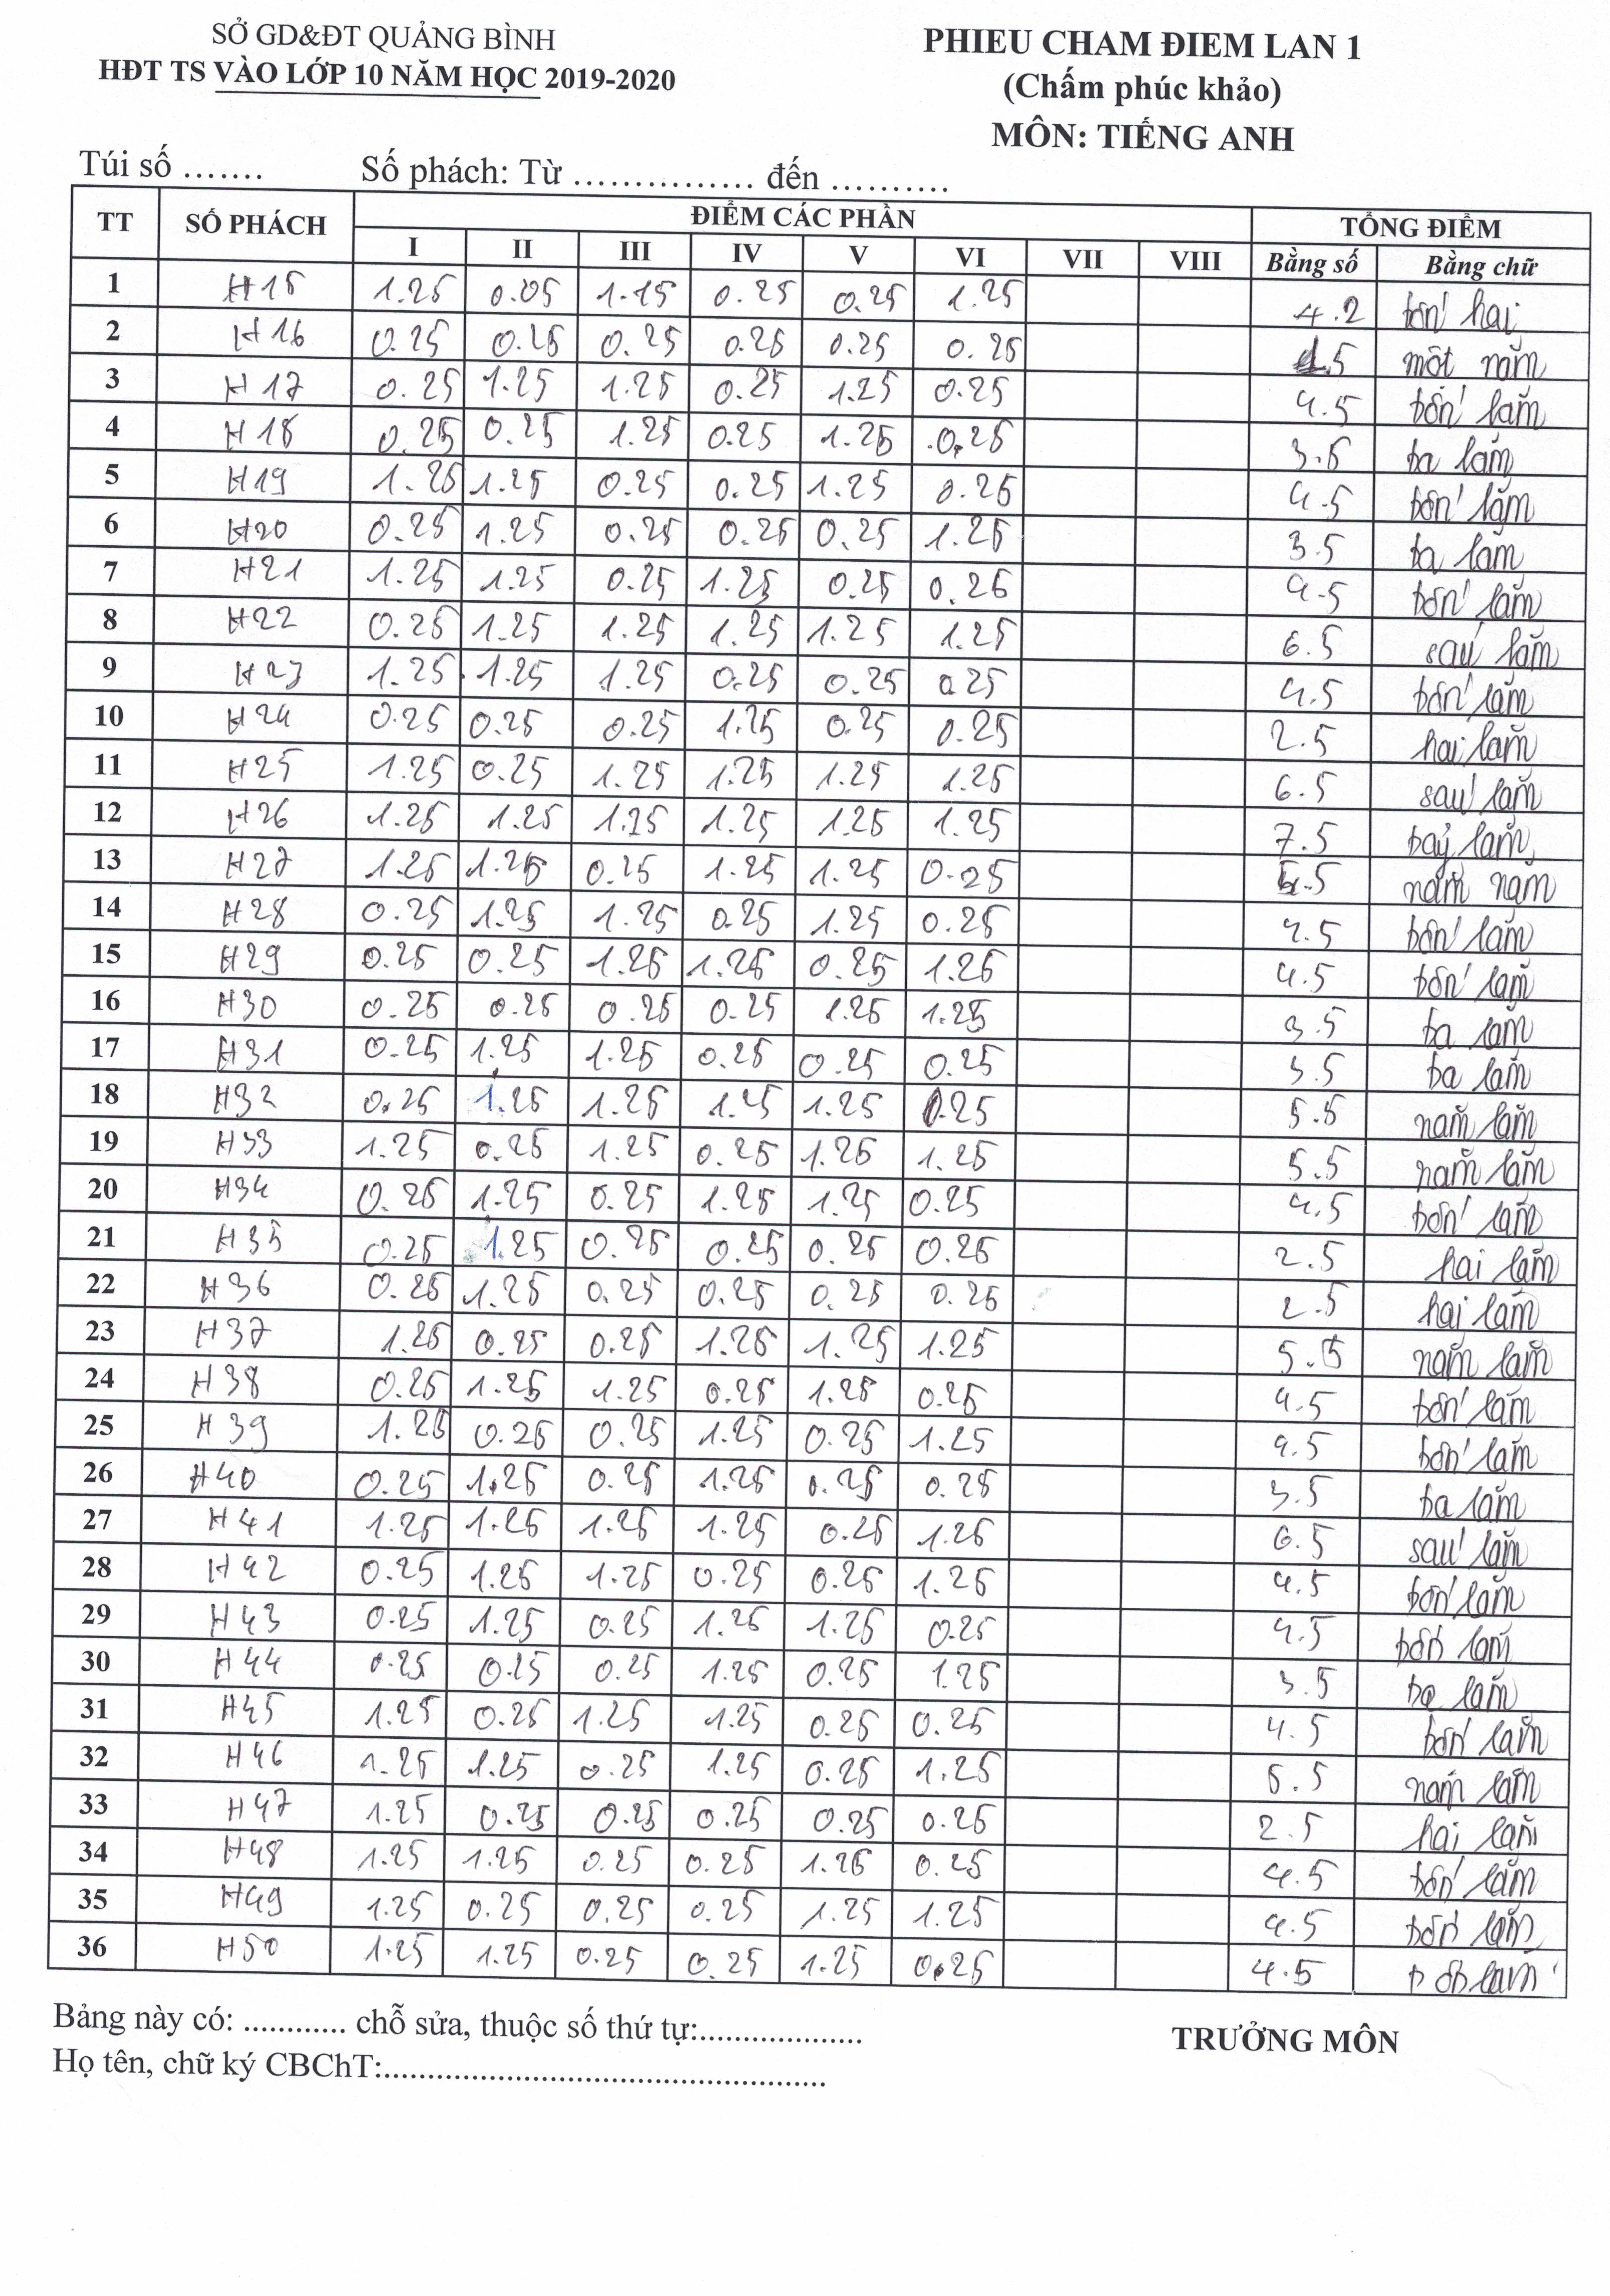 SỞ GD&ĐT QUẢNG BÌNH
HĐT TS VÀO LỚP 10 NĂM HỌC 2019-2020
PHIEU CHAM ĐIEM LAN 1
(Chấm phúc khảo)
MÔN: TIẾNG ANH
Túi số ....... Số phách: Từ ................ đến ..........
TT SỐ PHÁCH ĐIỂM CÁC PHẦN TỔNG ĐIỂM
I II III IV V VI VII VIII Bằng số Bằng chữ
1 H15 1.25 0.05 1.15 0.25 0.25 1.25 4.2 bốn hai
2 H16 0.25 0.25 0.25 0.25 0.25 0.25 1.5 một năm
3 H17 0.25 1.25 1.25 0.25 1.25 0.25 4.5 bốn lăm
4 H18 0.25 0.25 1.25 0.25 1.25 0.25 3.5 ba lăm
5 H19 1.25 1.25 0.25 0.25 1.25 0.25 4.5 bốn lăm
6 H20 0.25 1.25 0.25 0.25 0.25 1.25 3.5 ba lăm
7 H21 1.25 1.25 0.25 1.25 0.25 0.25 4.5 bốn lăm
8 H22 0.25 1.25 1.25 1.25 1.25 1.25 6.5 sáu lăm
9 H23 1.25 1.25 1.25 0.25 0.25 0.25 4.5 bốn lăm
10 H24 0.25 0.25 0.25 1.25 0.25 0.25 2.5 hai lăm
11 H25 1.25 0.25 1.25 1.25 1.25 1.25 6.5 sáu lăm
12 H26 1.25 1.25 1.25 1.25 1.25 1.25 7.5 bảy lăm
13 H27 1.25 1.25 0.25 1.25 1.25 0.25 5.5 năm năm
14 H28 0.25 1.25 1.25 0.25 1.25 0.25 4.5 bốn lăm
15 H29 0.25 0.25 1.25 1.25 0.25 1.25 4.5 bốn lăm
16 H30 0.25 0.25 0.25 0.25 1.25 1.25 3.5 ba lăm
17 H31 0.25 1.25 1.25 0.25 0.25 0.25 3.5 ba lăm
18 H32 0.25 1.25 1.25 1.25 1.25 0.25 5.5 năm lăm
19 H33 1.25 0.25 1.25 0.25 1.25 1.25 5.5 năm lăm
20 H34 0.25 1.25 0.25 1.25 1.25 0.25 4.5 bốn lăm
21 H35 0.25 1.25 0.25 0.25 0.25 0.25 2.5 hai lăm
22 H36 0.25 1.25 0.25 0.25 0.25 0.25 2.5 hai lăm
23 H37 1.25 0.25 0.25 1.25 1.25 1.25 5.5 năm lăm
24 H38 0.25 1.25 1.25 0.25 1.25 0.25 4.5 bốn lăm
25 H39 1.25 0.25 0.25 1.25 0.25 1.25 4.5 bốn lăm
26 H40 0.25 1.25 0.25 1.25 0.25 0.25 3.5 ba lăm
27 H41 1.25 1.25 1.25 1.25 0.25 1.25 6.5 sáu lăm
28 H42 0.25 1.25 1.25 0.25 0.25 1.25 4.5 bốn lăm
29 H43 0.25 1.25 0.25 1.25 1.25 0.25 4.5 bốn lăm
30 H44 0.25 0.25 0.25 1.25 0.25 1.25 3.5 ba lăm
31 H45 1.25 0.25 1.25 1.25 0.25 0.25 4.5 bốn lăm
32 H46 1.25 1.25 0.25 1.25 0.25 1.25 5.5 năm lăm
33 H47 1.25 0.25 0.25 0.25 0.25 0.25 2.5 hai lăm
34 H48 1.25 1.25 0.25 0.25 1.25 0.25 4.5 bốn lăm
35 H49 1.25 0.25 0.25 0.25 1.25 1.25 4.5 bốn lăm
36 H50 1.25 1.25 0.25 0.25 1.25 0.25 4.5 bốn lăm
Bảng này có: ............ chỗ sửa, thuộc số thứ tự:...................
TRƯỞNG MÔN
Họ tên, chữ ký CBChT:....................................................